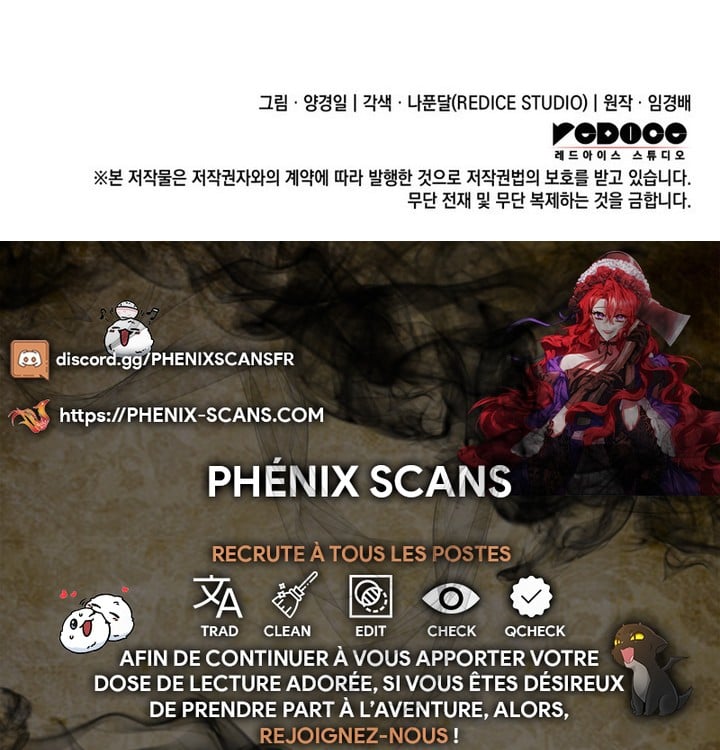 그림 · 양경일 | 각색 · 나푼달(REDICE STUDIO) | 원작 · 임경배
REDICE
레드아이스 스튜디오
※본 저작물은 저작권자와의 계약에 따라 발행한 것으로 저작권법의 보호를 받고 있습니다.
무단 전재 및 무단 복제하는 것을 금합니다.
discord.gg/PHENIXSCANSFR
https://PHENIX-SCANS.COM
PHÉNIX SCANS
RECRUTE À TOUS LES POSTES
文A
TRAD CLEAN EDIT CHECK QCHECK
AFIN DE CONTINUER À VOUS APPORTER VOTRE
DOSE DE LECTURE ADORÉE, SI VOUS ÊTES DÉSIREUX
DE PRENDRE PART À L'AVENTURE, ALORS,
REJOIGNEZ-NOUS !